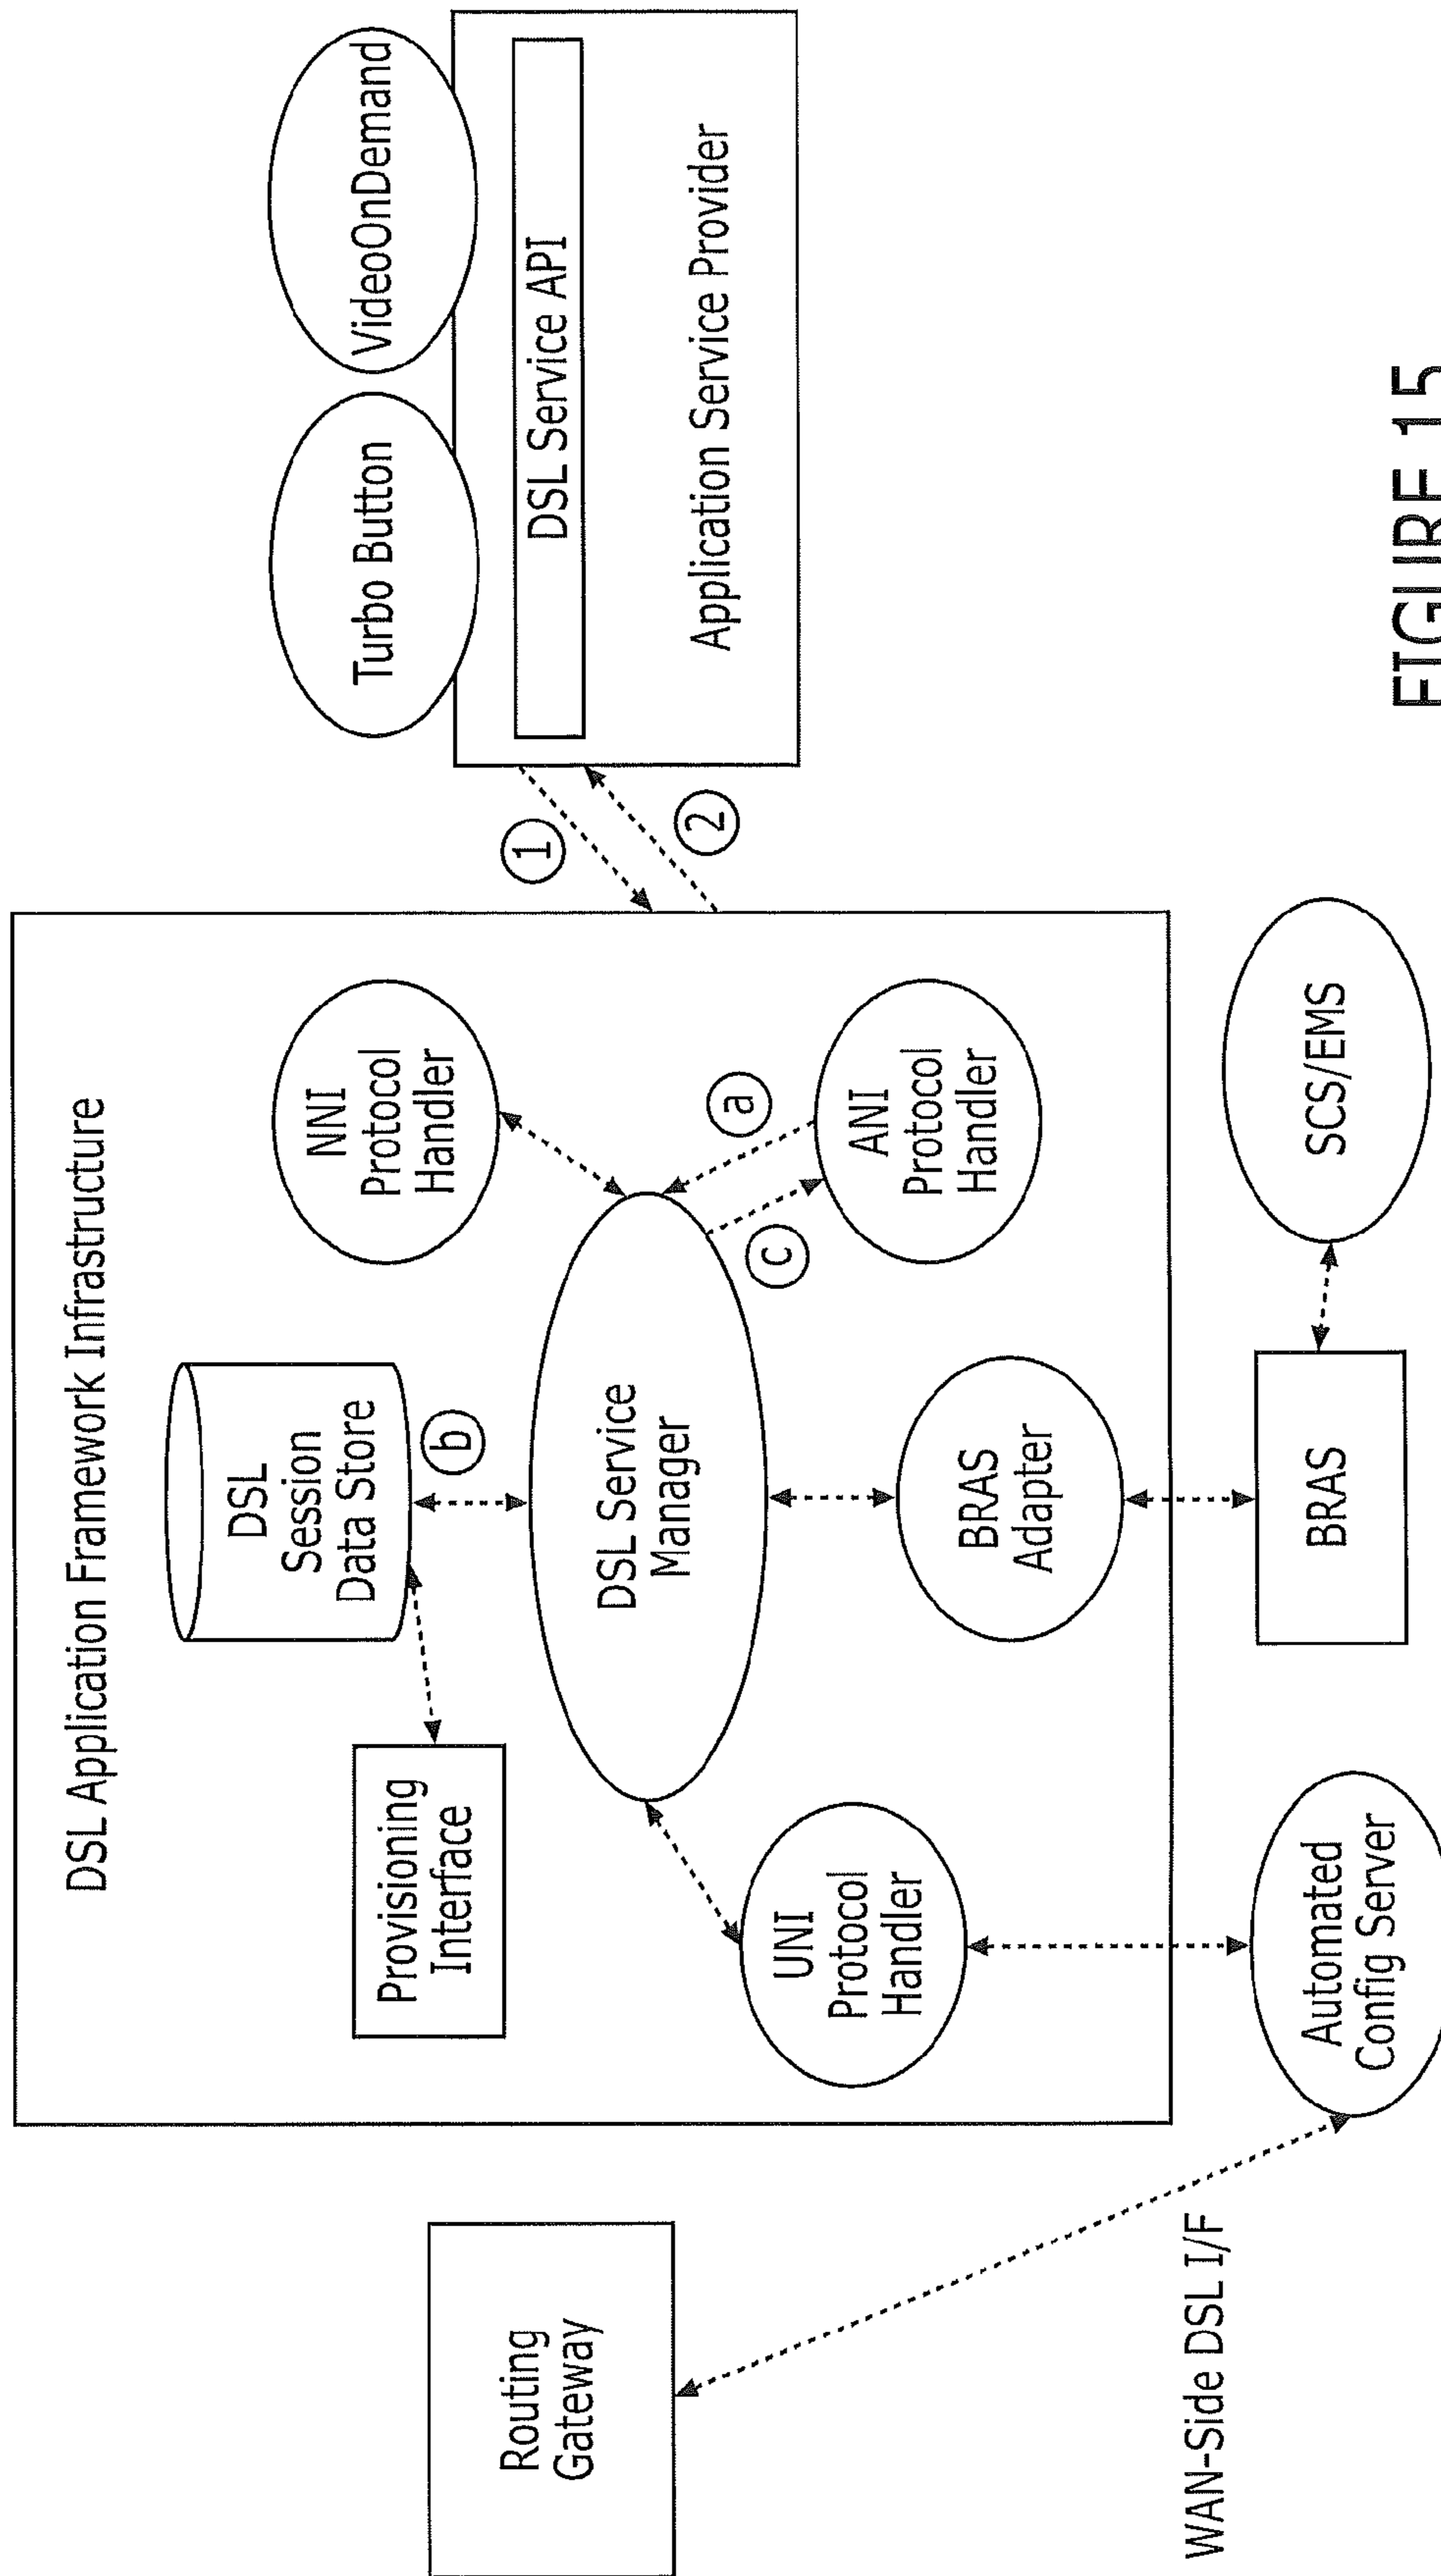 DSL Application Framework Infrastructure
Routing
Gateway
Provisioning
Interface
DSL
Session
Data Store
b
NNI
Protocol
Handler
DSL Service
Manager
UNI
Protocol
Handler
BRAS
Adapter
c
a
ANI
Protocol
Handler
1
2
Turbo Button
VideoOnDemand
DSL Service API
Application Service Provider
WAN-Side DSL I/F
Automated
Config Server
BRAS
SCS/EMS
FIGURE 15